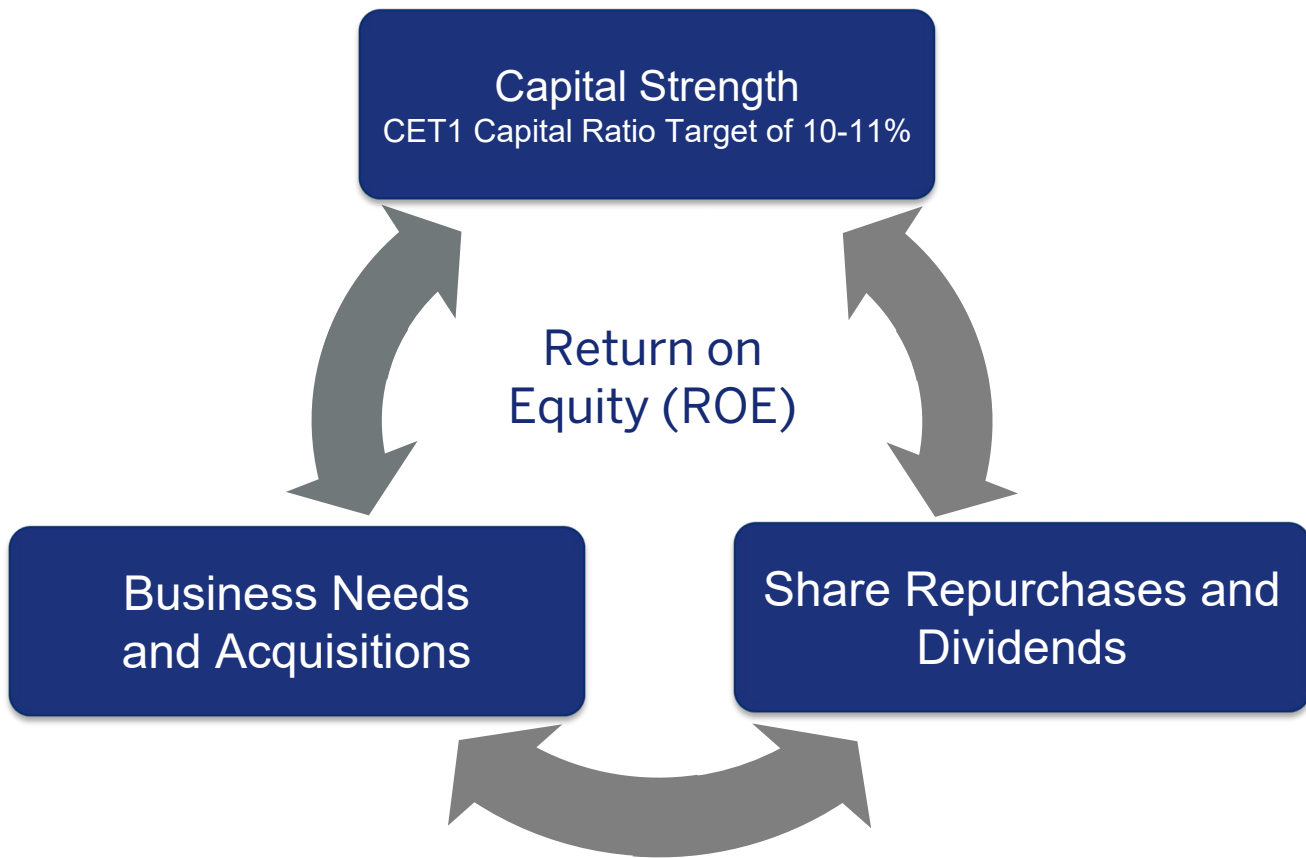 Capital Strength
CET1 Capital Ratio Target of 10-11%
Return on
Equity (ROE)
Business Needs
and Acquisitions
Share Repurchases and
Dividends